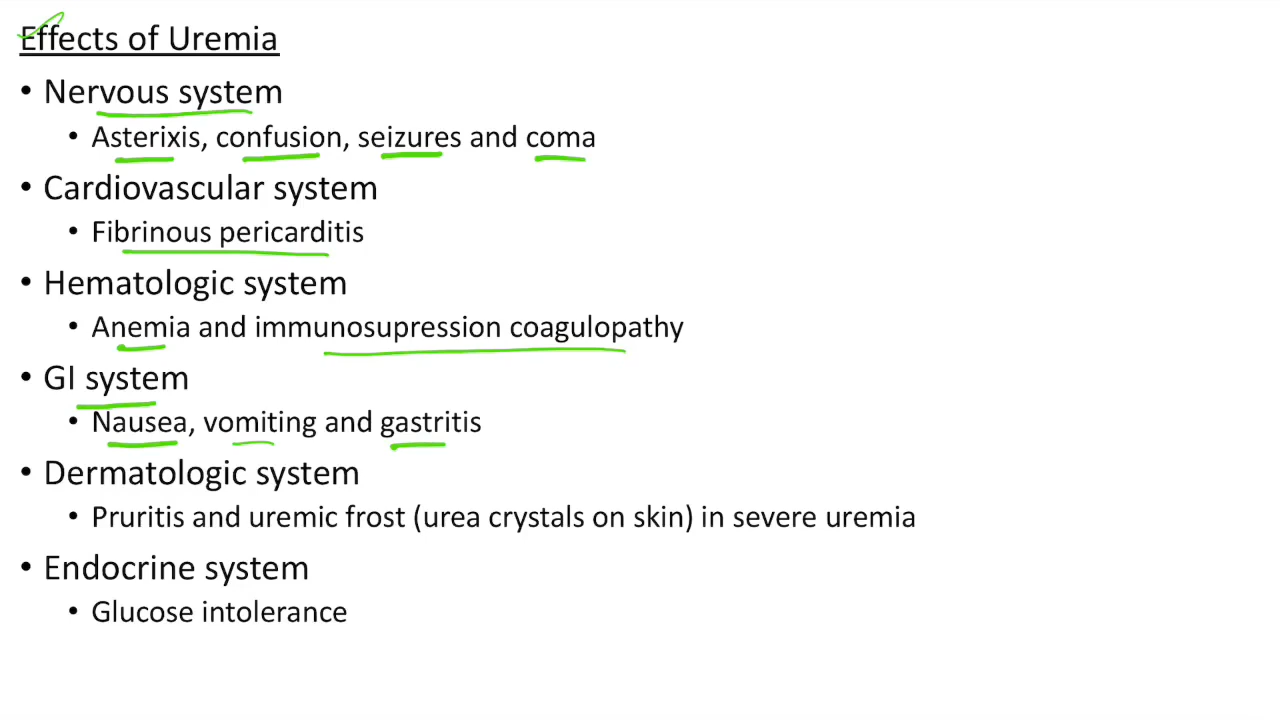 Effects of Uremia
• Nervous system
• Asterixis, confusion, seizures and coma
• Cardiovascular system
• Fibrinous pericarditis
• Hematologic system
• Anemia and immunosupression coagulopathy
• GI system
• Nausea, vomiting and gastritis
• Dermatologic system
• Pruritis and uremic frost (urea crystals on skin) in severe uremia
• Endocrine system
• Glucose intolerance